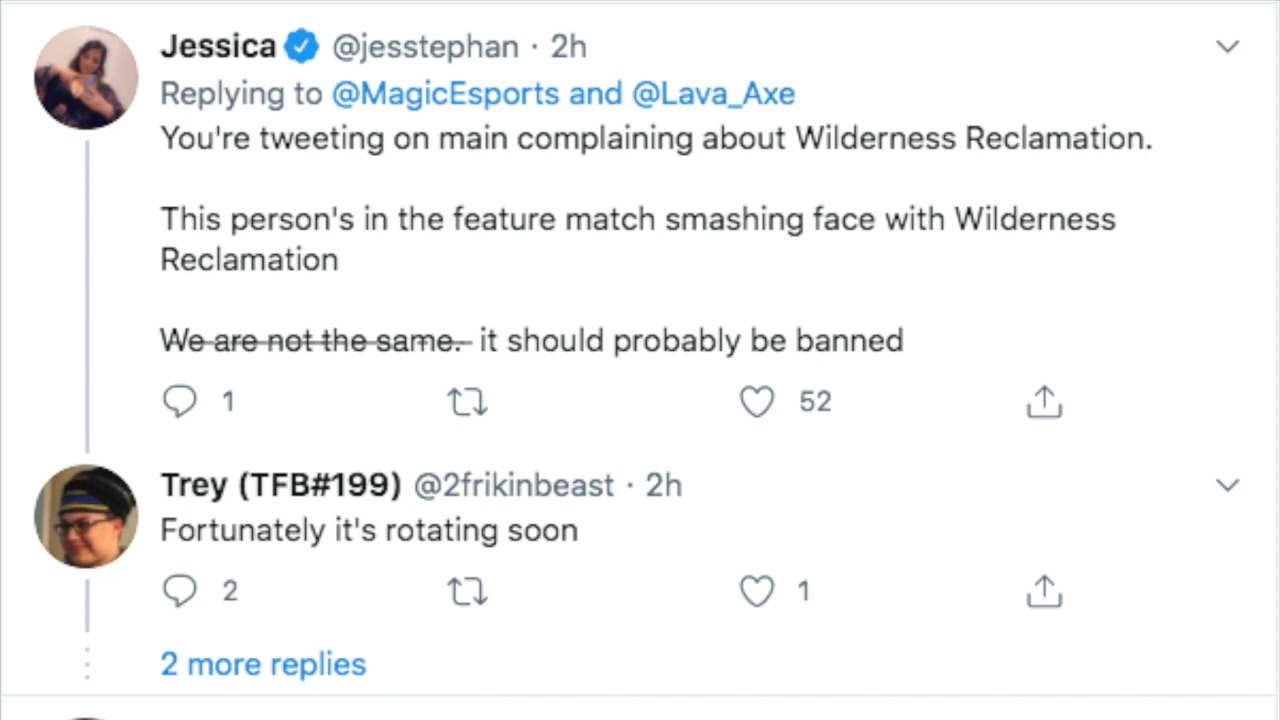 Jessica @jesstephan · 2h
Replying to @MagicEsports and @Lava_Axe
You're tweeting on main complaining about Wilderness Reclamation.
This person's in the feature match smashing face with Wilderness
Reclamation
We are not the same. it should probably be banned
1 52
Trey (TFB#199) @2frikinbeast · 2h
Fortunately it's rotating soon
2 1
2 more replies